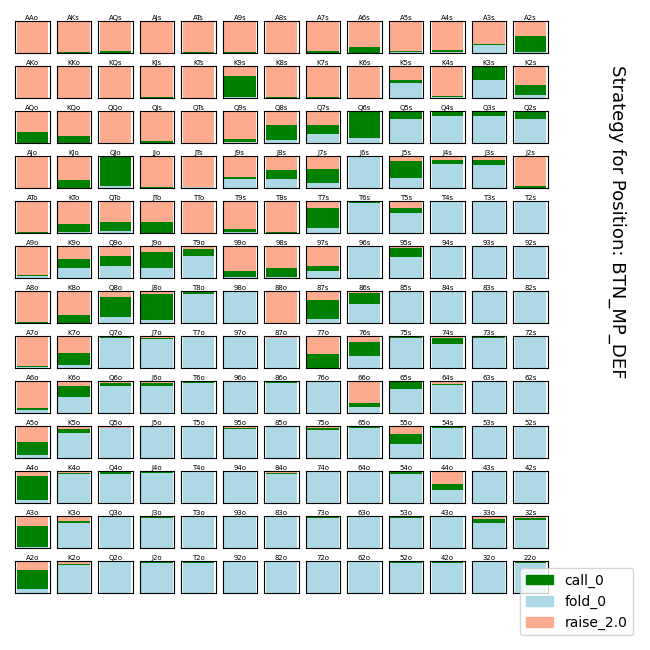 AAo AKs AQs AJs ATs A9s A8s A7s A6s A5s A4s A3s A2s
AKo KKo KQs KJs KTs K9s K8s K7s K6s K5s K4s K3s K2s
AQo KQo QQo QJs QTs Q9s Q8s Q7s Q6s Q5s Q4s Q3s Q2s
AJo KJo QJo JJo JTs J9s J8s J7s J6s J5s J4s J3s J2s
ATo KTo QTo JTo TTo T9s T8s T7s T6s T5s T4s T3s T2s
A9o K9o Q9o J9o T9o 99o 98s 97s 96s 95s 94s 93s 92s
A8o K8o Q8o J8o T8o 98o 88o 87s 86s 85s 84s 83s 82s
A7o K7o Q7o J7o T7o 97o 87o 77o 76s 75s 74s 73s 72s
A6o K6o Q6o J6o T6o 96o 86o 76o 66o 65s 64s 63s 62s
A5o K5o Q5o J5o T5o 95o 85o 75o 65o 55o 54s 53s 52s
A4o K4o Q4o J4o T4o 94o 84o 74o 64o 54o 44o 43s 42s
A3o K3o Q3o J3o T3o 93o 83o 73o 63o 53o 43o 33o 32s
A2o K2o Q2o J2o T2o 92o 82o 72o 62o 52o 42o 32o 22o
Strategy for Position: BTN_MP_DEF
call_0
fold_0
raise_2.0